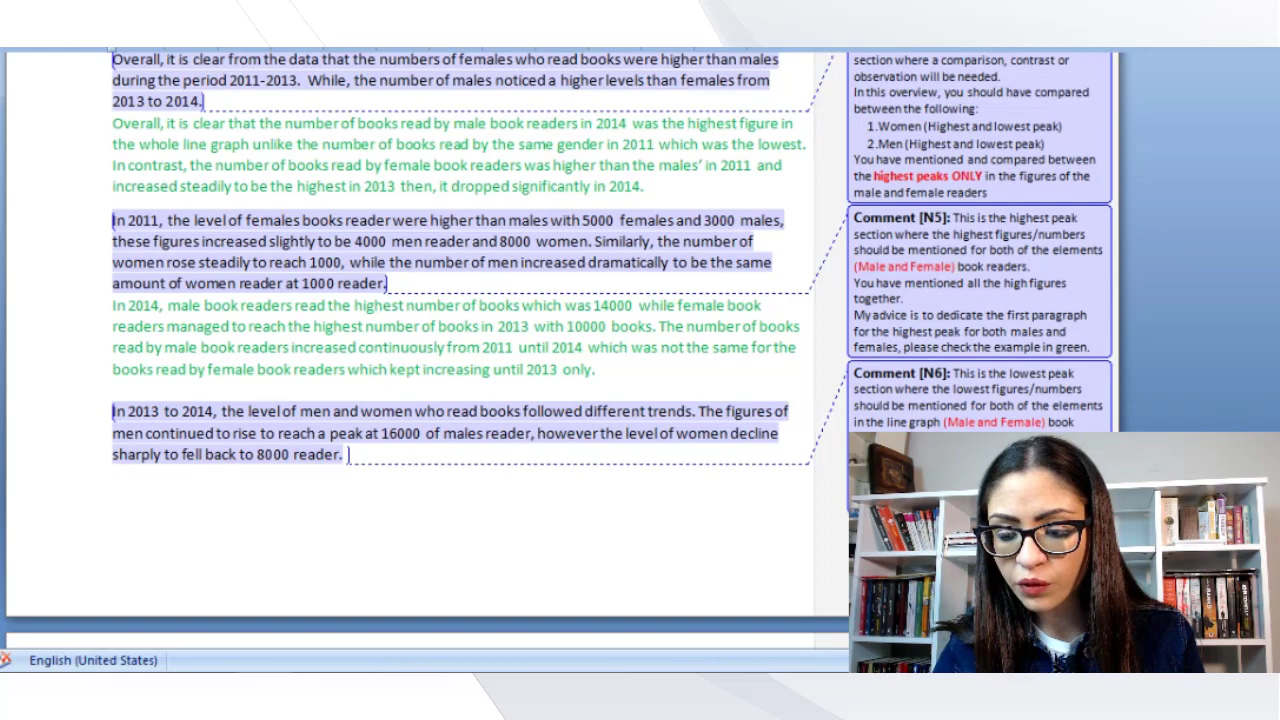 Overall, it is clear from the data that the numbers of females who read books were higher than males
during the period 2011-2013. While, the number of males noticed a higher levels than females from
2013 to 2014.
Overall, it is clear that the number of books read by male book readers in 2014 was the highest figure in
the whole line graph unlike the number of books read by the same gender in 2011 which was the lowest.
In contrast, the number of books read by female book readers was higher than the males’ in 2011 and
increased steadily to be the highest in 2013 then, it dropped significantly in 2014.
In 2011, the level of females books reader were higher than males with 5000 females and 3000 males,
these figures increased slightly to be 4000 men reader and 8000 women. Similarly, the number of
women rose steadily to reach 1000, while the number of men increased dramatically to be the same
amount of women reader at 1000 reader.
In 2014, male book readers read the highest number of books which was 14000 while female book
readers managed to reach the highest number of books in 2013 with 10000 books. The number of books
read by male book readers increased continuously from 2011 until 2014 which was not the same for the
books read by female book readers which kept increasing until 2013 only.
In 2013 to 2014, the level of men and women who read books followed different trends. The figures of
men continued to rise to reach a peak at 16000 of males reader, however the level of women decline
sharply to fell back to 8000 reader.
section where a comparison, contrast or
observation will be needed.
In this overview, you should have compared
between the following:
1.Women (Highest and lowest peak)
2.Men (Highest and lowest peak)
You have mentioned and compared between
the highest peaks ONLY in the figures of the
male and female readers
Comment [N5]: This is the highest peak
section where the highest figures/numbers
should be mentioned for both of the elements
(Male and Female) book readers.
You have mentioned all the high figures
together.
My advice is to dedicate the first paragraph
for the highest peak for both males and
females, please check the example in green.
Comment [N6]: This is the lowest peak
section where the lowest figures/numbers
should be mentioned for both of the elements
in the line graph (Male and Female) book
English (United States)